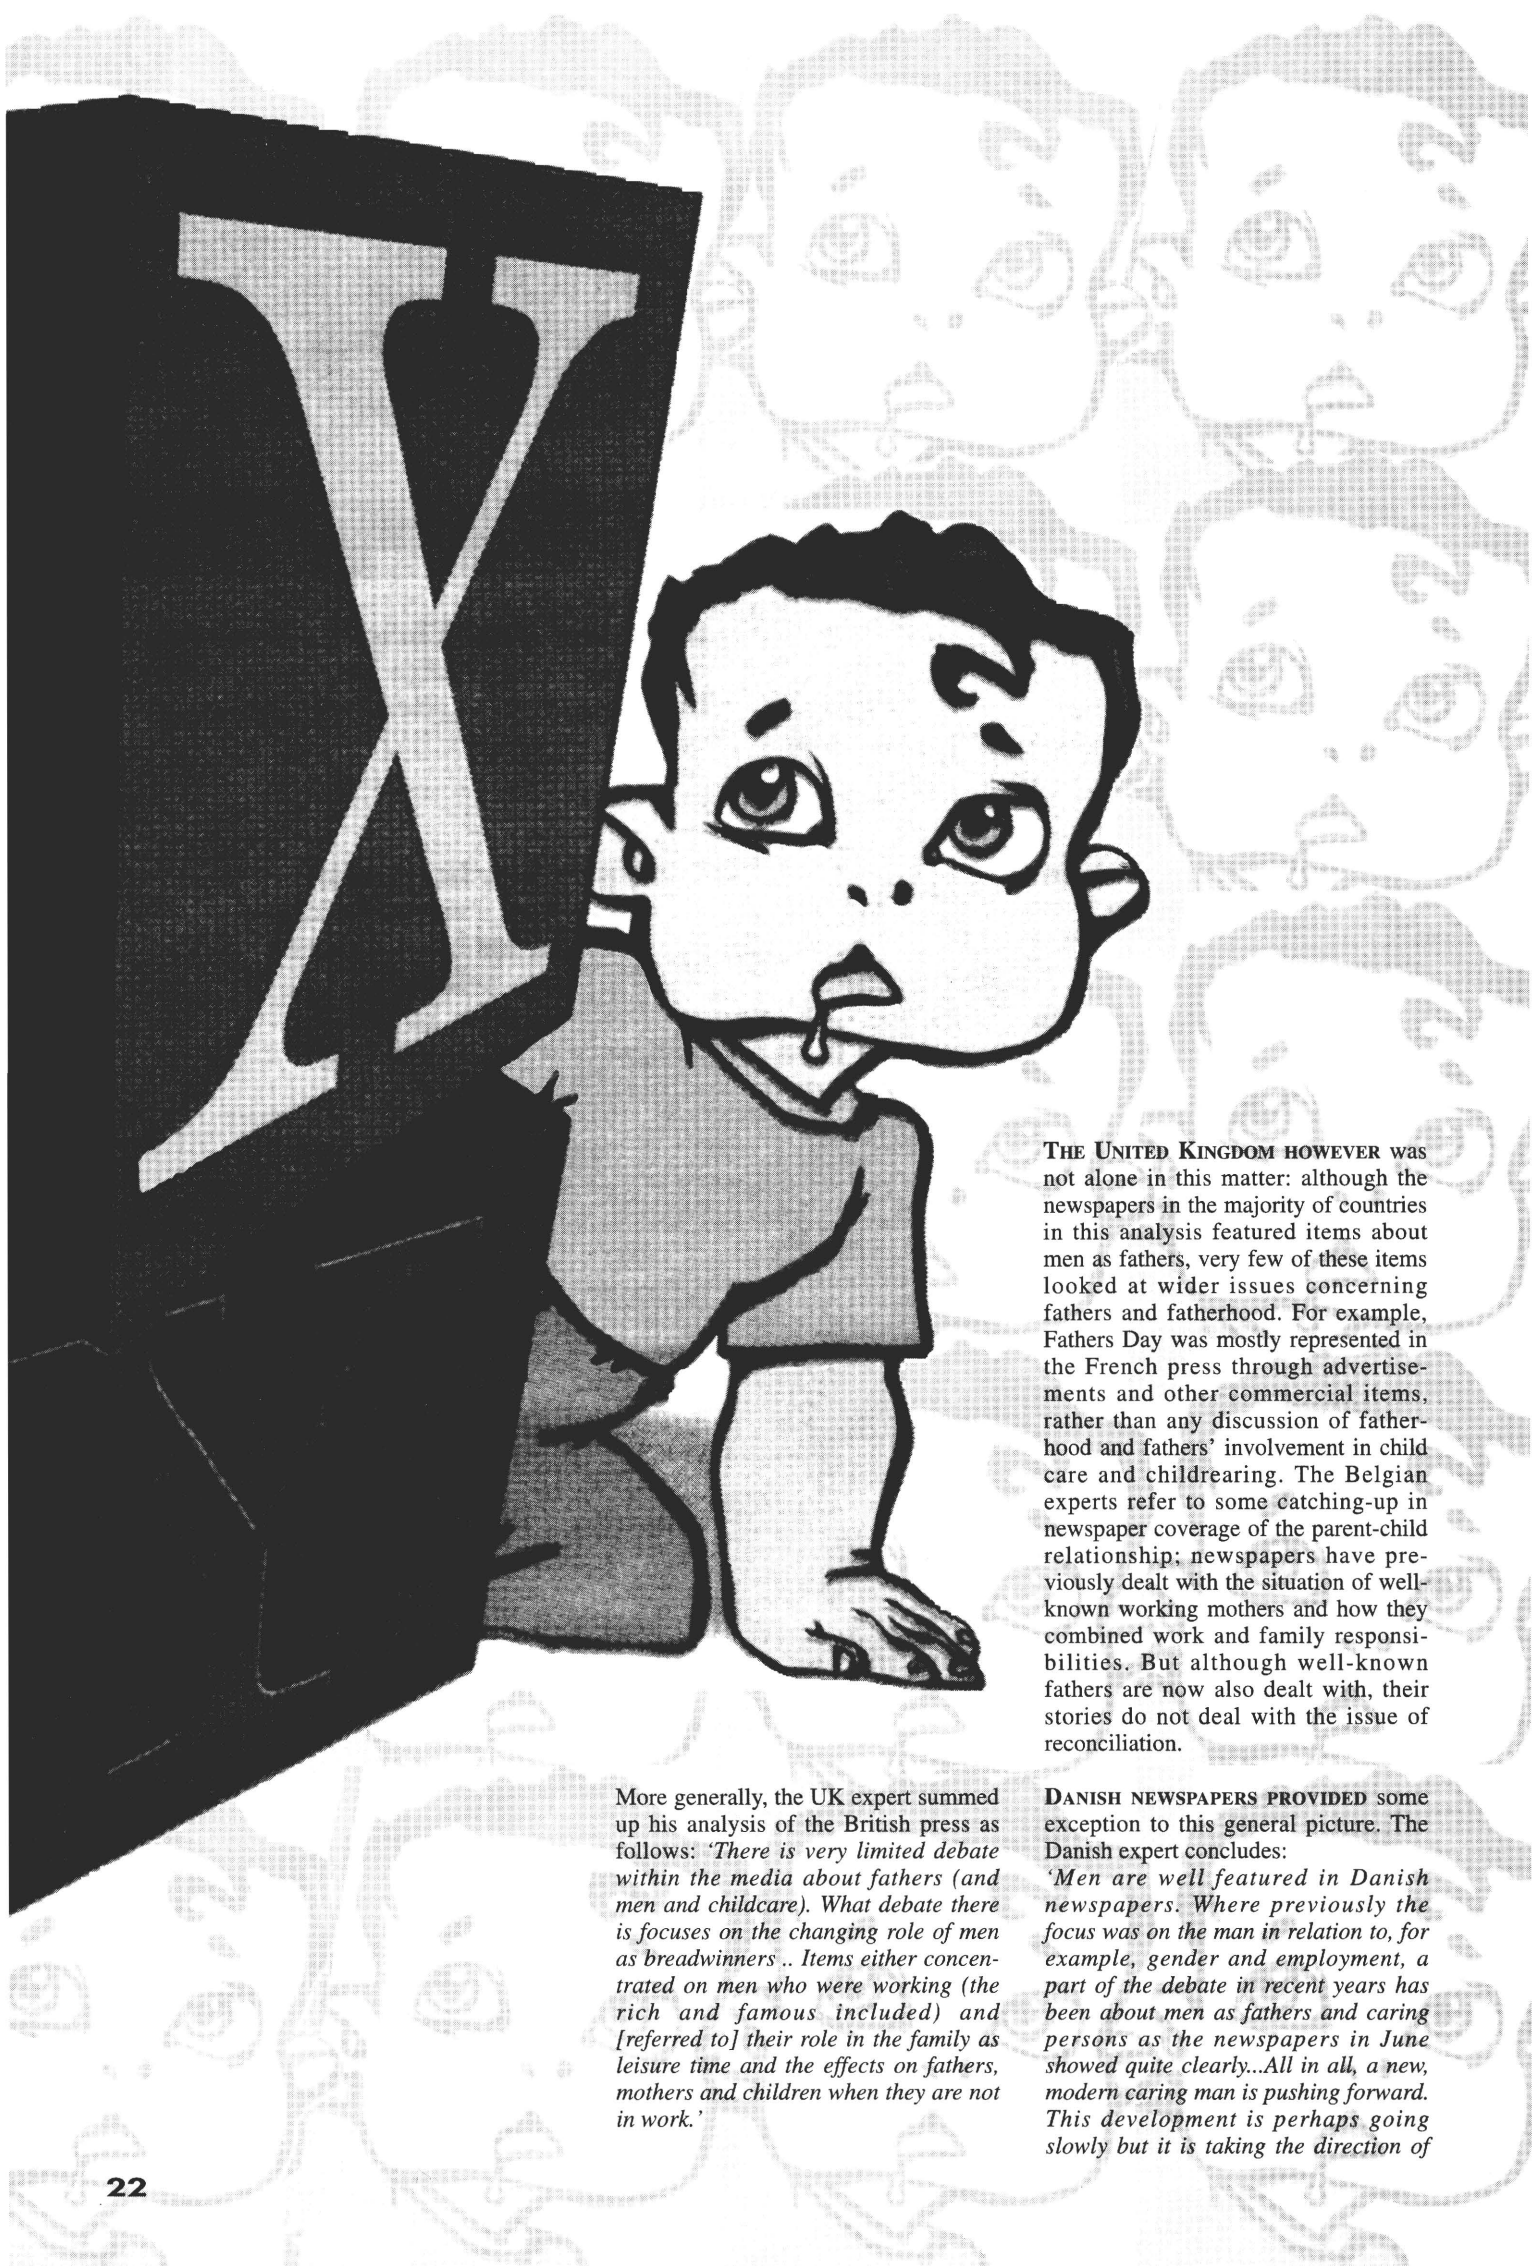 X
More generally, the UK expert summed
up his analysis of the British press as
follows: ‘There is very limited debate
within the media about fathers (and
men and childcare). What debate there
is focuses on the changing role of men
as breadwinners .. Items either concen-
trated on men who were working (the
rich and famous included) and
[referred to] their role in the family as
leisure time and the effects on fathers,
mothers and children when they are not
in work.’
THE UNITED KINGDOM HOWEVER was
not alone in this matter: although the
newspapers in the majority of countries
in this analysis featured items about
men as fathers, very few of these items
looked at wider issues concerning
fathers and fatherhood. For example,
Fathers Day was mostly represented in
the French press through advertise-
ments and other commercial items,
rather than any discussion of father-
hood and fathers’ involvement in child
care and childrearing. The Belgian
experts refer to some catching-up in
newspaper coverage of the parent-child
relationship; newspapers have pre-
viously dealt with the situation of well-
known working mothers and how they
combined work and family responsi-
bilities. But although well-known
fathers are now also dealt with, their
stories do not deal with the issue of
reconciliation.
DANISH NEWSPAPERS PROVIDED some
exception to this general picture. The
Danish expert concludes:
‘Men are well featured in Danish
newspapers. Where previously the
focus was on the man in relation to, for
example, gender and employment, a
part of the debate in recent years has
been about men as fathers and caring
persons as the newspapers in June
showed quite clearly...All in all, a new,
modern caring man is pushing forward.
This development is perhaps going
slowly but it is taking the direction of
22